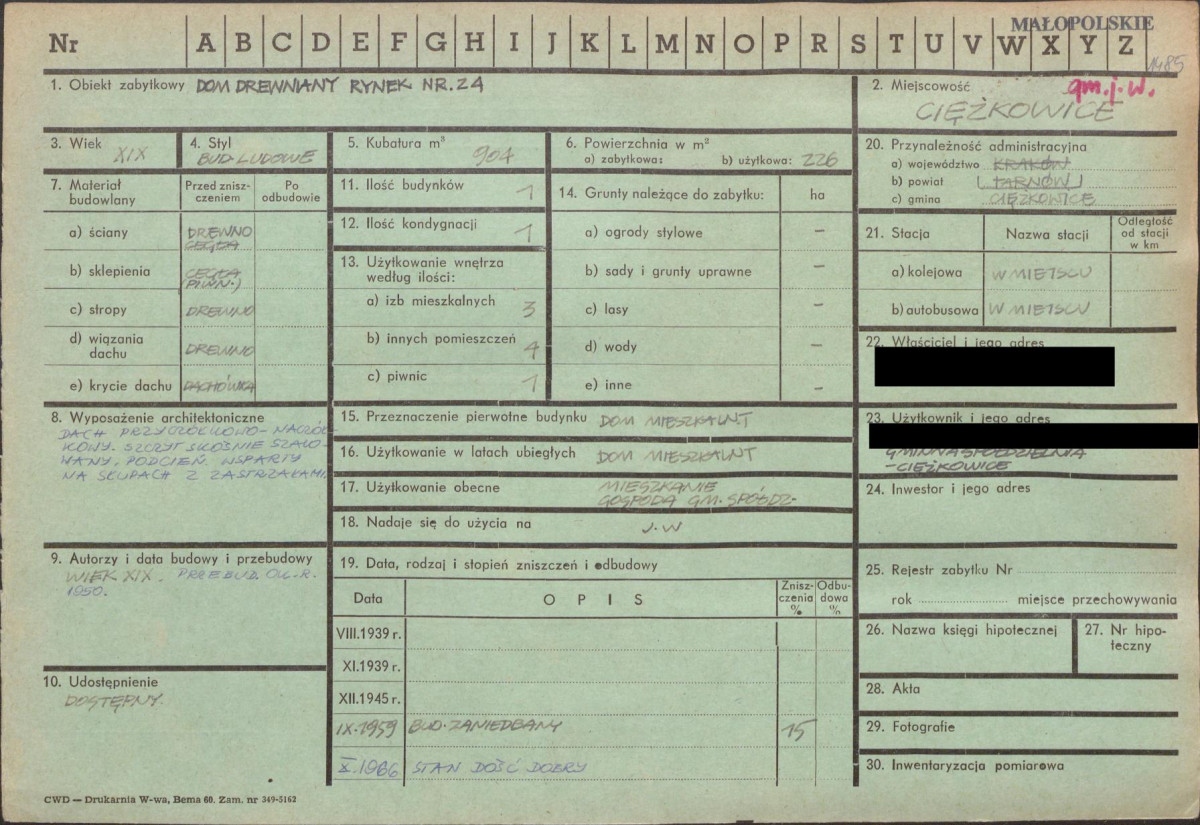 MAŁOPOLSKIE
Nr A B C D E F G H I J K L M N O P R S T U V W X Y Z
1485
1. Obiekt zabytkowy DOM DREWNIANY RYNEK NR. 24
2. Miejscowość gm. j. w.
CIĘŻKOWICE
3. Wiek XIX
4. Styl BUD. LUDOWE
5. Kubatura m³ 904
6. Powierzchnia w m²
a) zabytkowa: b) użytkowa: 226
7. Materiał budowlany
Przed zniszczeniem
Po odbudowie
a) ściany DREWNO CEGŁA
b) sklepienia CEGŁA PIWN.)
c) stropy DREWNO
d) wiązania dachu DREWNO
e) krycie dachu DACHÓWKA
8. Wyposażenie architektoniczne
DACH PRZYCZÓŁKOWO-NACZÓŁ-
KOWY. SZCZYT SKOŚNIE SZALO-
WANY, PODCIEŃ WSPARTY
NA SŁUPACH Z ZASTRZAŁAMI.
9. Autorzy i data budowy i przebudowy
WIEK XIX. PRZEBUD. OK. R.
1950.
10. Udostępnienie
DOSTĘPNY.
11. Ilość budynków 1
12. Ilość kondygnacji 1
13. Użytkowanie wnętrza
według ilości:
a) izb mieszkalnych 3
b) innych pomieszczeń 4
c) piwnic 1
14. Grunty należące do zabytku: ha
a) ogrody stylowe –
b) sady i grunty uprawne –
c) lasy –
d) wody –
e) inne –
15. Przeznaczenie pierwotne budynku DOM MIESZKALNY
16. Użytkowanie w latach ubiegłych DOM MIESZKALNY
17. Użytkowanie obecne MIESZKANIE
GOSPODA GM. SPÓŁDZ-
18. Nadaje się do użycia na J.W
19. Data, rodzaj i stopień zniszczeń i odbudowy
Data O P I S Zniszczenia % Odbudowa %
VIII.1939 r.
XI.1939 r.
XII.1945 r.
IX.1959 BUD. ZANIEDBANY 15
X.1966 STAN DOŚĆ DOBRY
20. Przynależność administracyjna
a) województwo KRAKÓW
b) powiat TARNÓW
c) gmina CIĘŻKOWICE
21. Stacja Nazwa stacji Odległość od stacji w km
a) kolejowa W MIEJSCU
b) autobusowa W MIEJSCU
22. Właściciel i jego adres
23. Użytkownik i jego adres
GMINNA SPÓŁDZIELNIA
-CIĘŻKOWICE
24. Inwestor i jego adres
25. Rejestr zabytku Nr
rok miejsce przechowywania
26. Nazwa księgi hipotecznej
27. Nr hipoteczny
28. Akta
29. Fotografie
30. Inwentaryzacja pomiarowa
CWD — Drukarnia W-wa, Bema 60. Zam. nr 349-5162